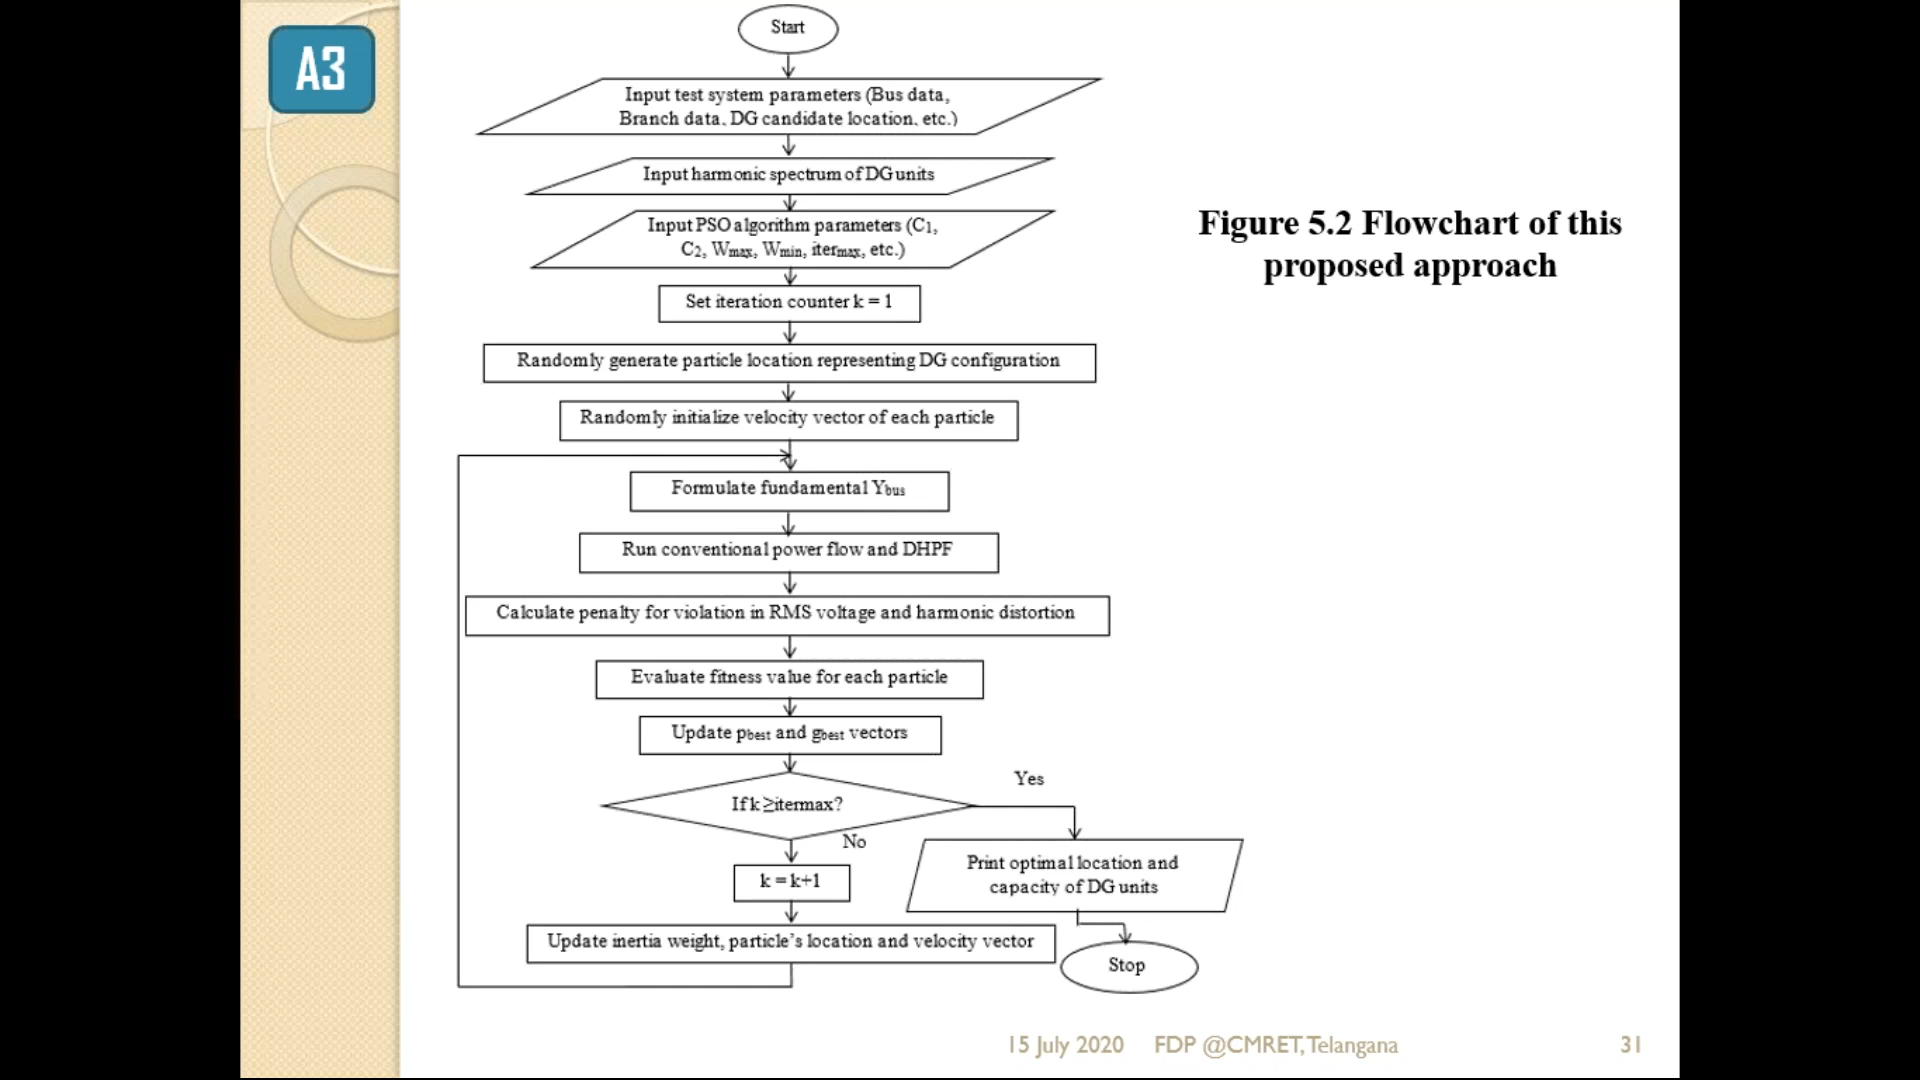 A3
Start
Input test system parameters (Bus data,
Branch data, DG candidate location, etc.)
Input harmonic spectrum of DG units
Input PSO algorithm parameters (C1,
C2, Wmax, Wmin, itermax, etc.)
Set iteration counter k = 1
Randomly generate particle location representing DG configuration
Randomly initialize velocity vector of each particle
Formulate fundamental Ybus
Run conventional power flow and DHPF
Calculate penalty for violation in RMS voltage and harmonic distortion
Evaluate fitness value for each particle
Update pbest and gbest vectors
If k ≥itermax?
Yes
No
k = k+1
Update inertia weight, particle's location and velocity vector
Print optimal location and
capacity of DG units
Stop
Figure 5.2 Flowchart of this
proposed approach
15 July 2020 FDP @CMRET, Telangana 31